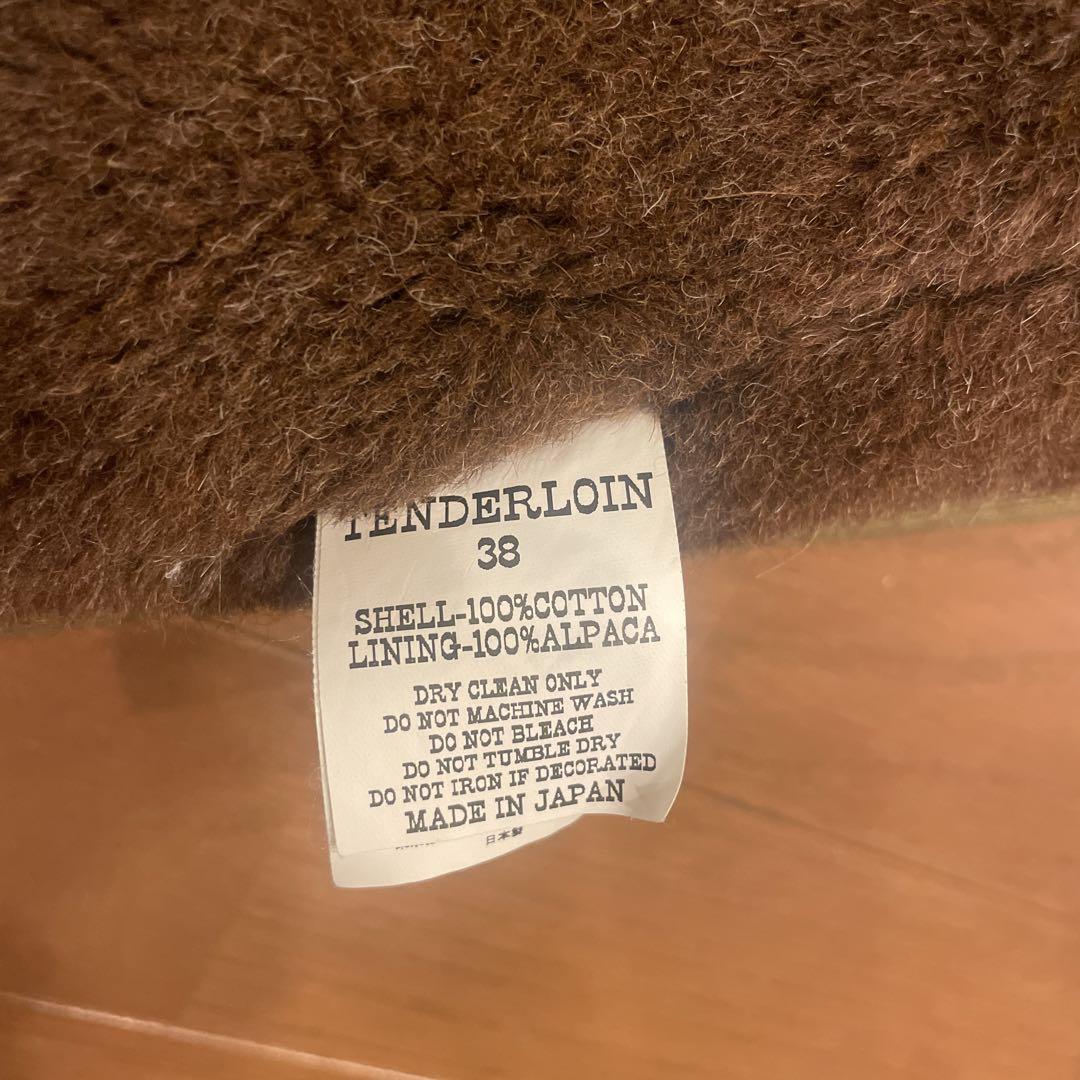 TENDERLOIN
38
SHELL-100%COTTON
LINING-100%ALPACA
DRY CLEAN ONLY
DO NOT MACHINE WASH
DO NOT BLEACH
DO NOT TUMBLE DRY
DO NOT IRON IF DECORATED
MADE IN JAPAN
日本製